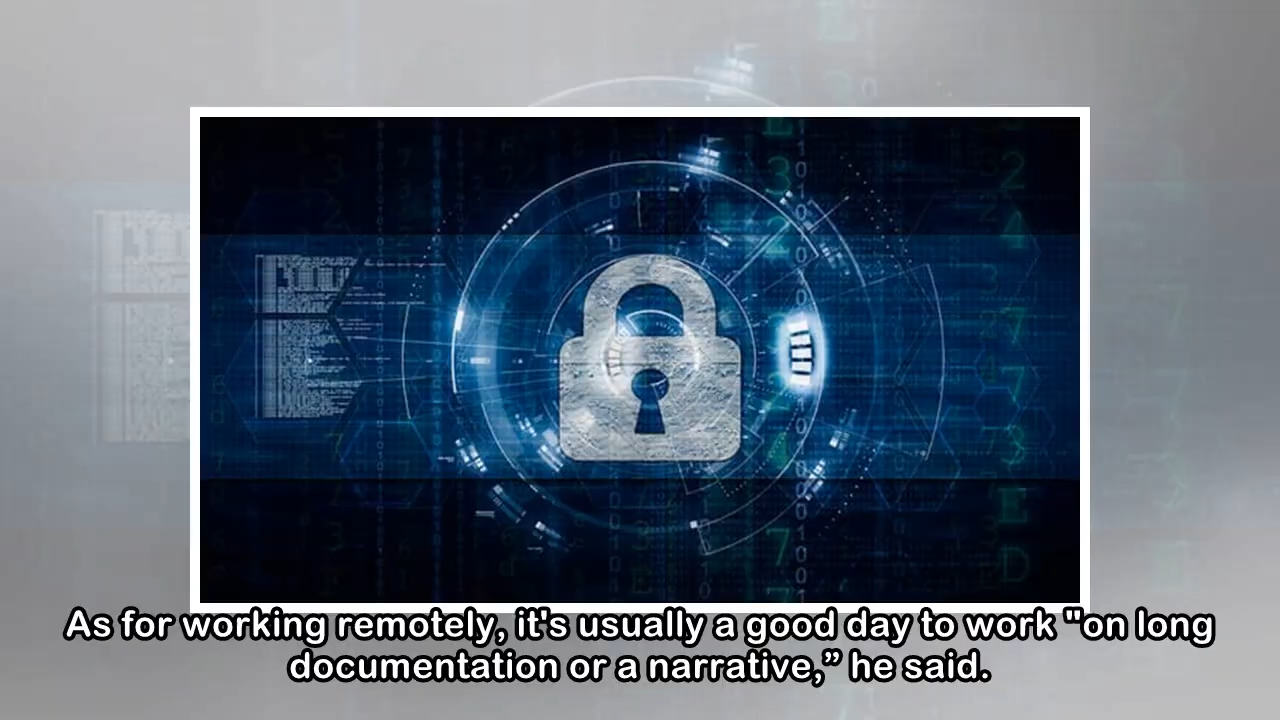 As for working remotely, it's usually a good day to work "on long
documentation or a narrative,” he said.